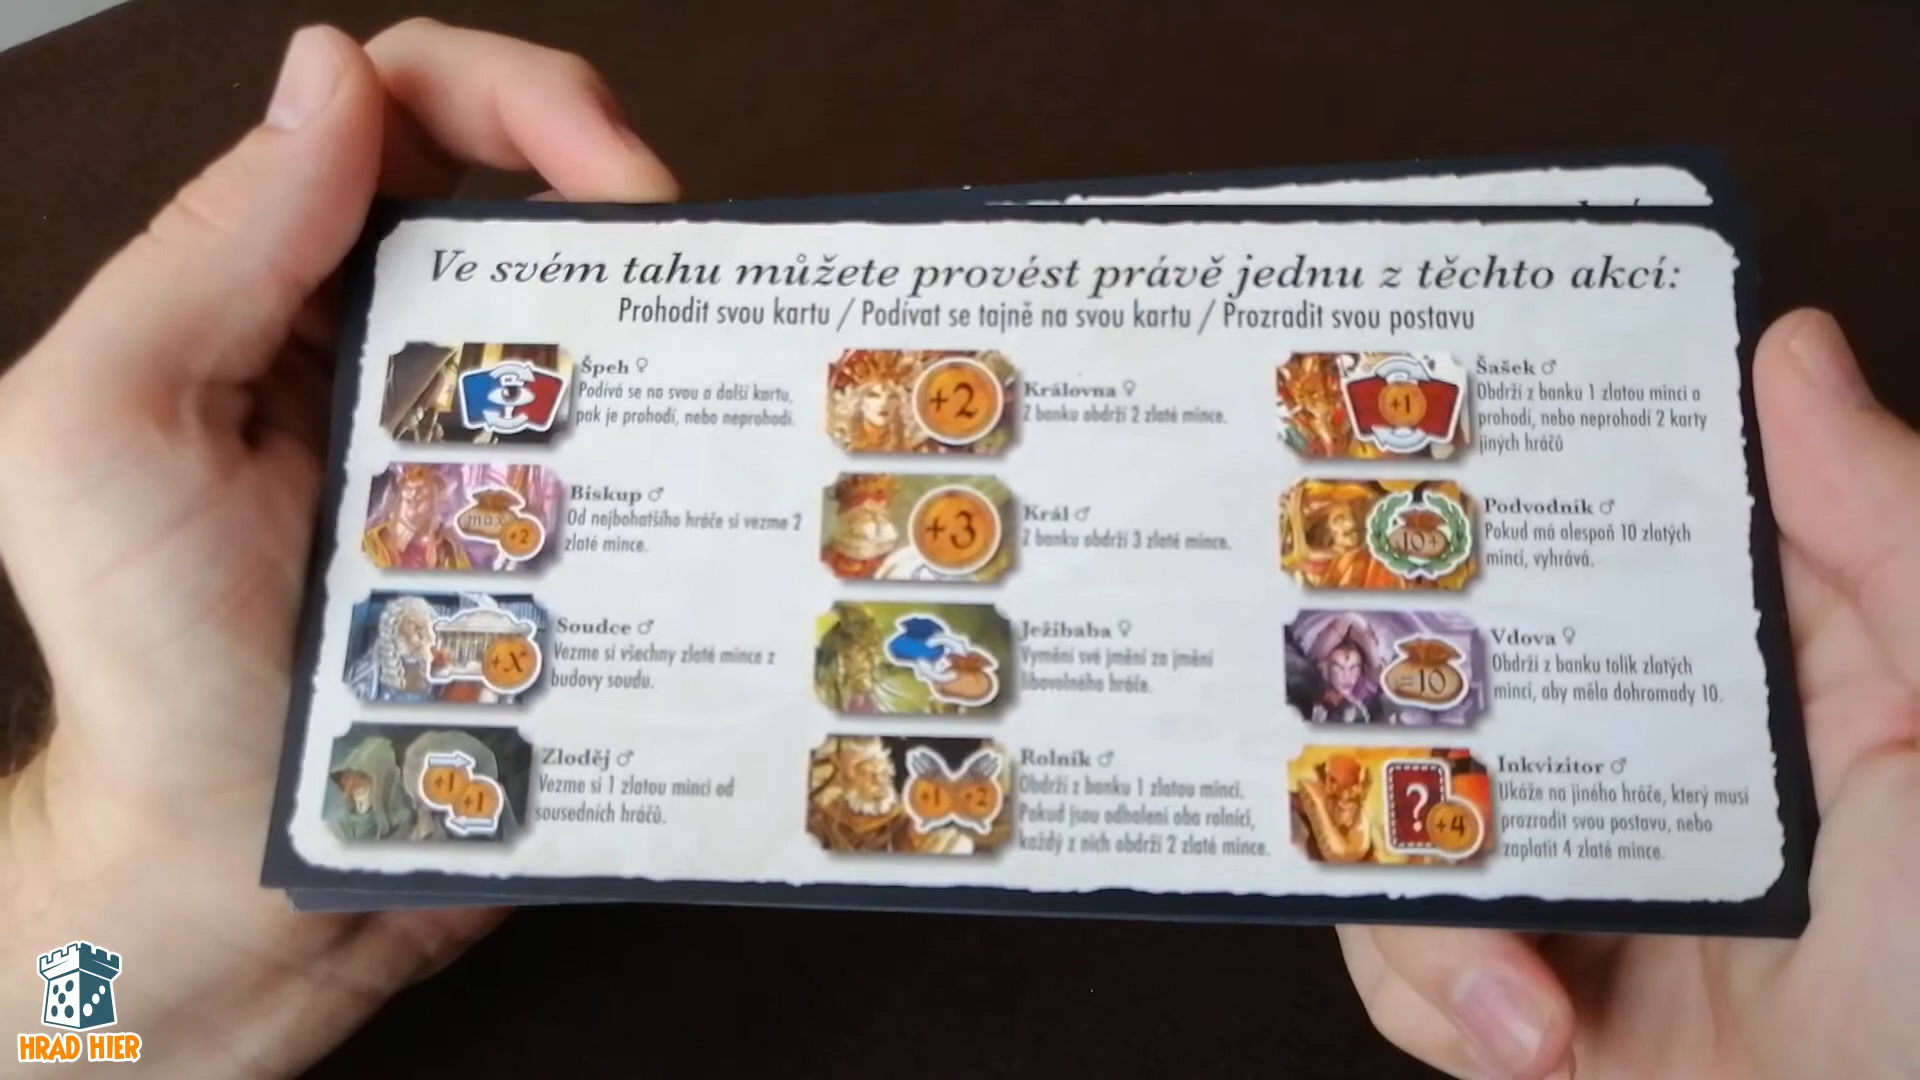 Ve svém tahu můžete provést právě jednu z těchto akcí:
Prohodit svou kartu / Podívat se tajně na svou kartu / Prozradit svou postavu
Špeh ♀
Podívá se na svou a další kartu,
pak je prohodí, nebo neprohodí.
Biskup ♂
max
+2
Od nejbohatšího hráče si vezme 2
zlaté mince.
Soudce ♂
+X
Vezme si všechny zlaté mince z
budovy soudu.
Zloděj ♂
+1
+1
Vezme si 1 zlatou minci od
sousedních hráčů.
+2
Královna ♀
Z banku obdrží 2 zlaté mince.
+3
Král ♂
Z banku obdrží 3 zlaté mince.
Ježibaba ♀
Vymění své jmění za jmění
libovolného hráče.
Rolník ♂
+1 +2
Obdrží z banku 1 zlatou minci.
Pokud jsou odhaleni oba rolníci,
každý z nich obdrží 2 zlaté mince.
Šašek ♂
+1
Obdrží z banku 1 zlatou minci a
prohodí, nebo neprohodí 2 karty
jiných hráčů
Podvodník ♂
10+
Pokud má alespoň 10 zlatých
mincí, vyhrává.
Vdova ♀
=10
Obdrží z banku tolik zlatých
mincí, aby měla dohromady 10.
Inkvizitor ♂
?
+4
Ukáže na jiného hráče, který musí
prozradit svou postavu, nebo
zaplatit 4 zlaté mince.
HRAD HIER